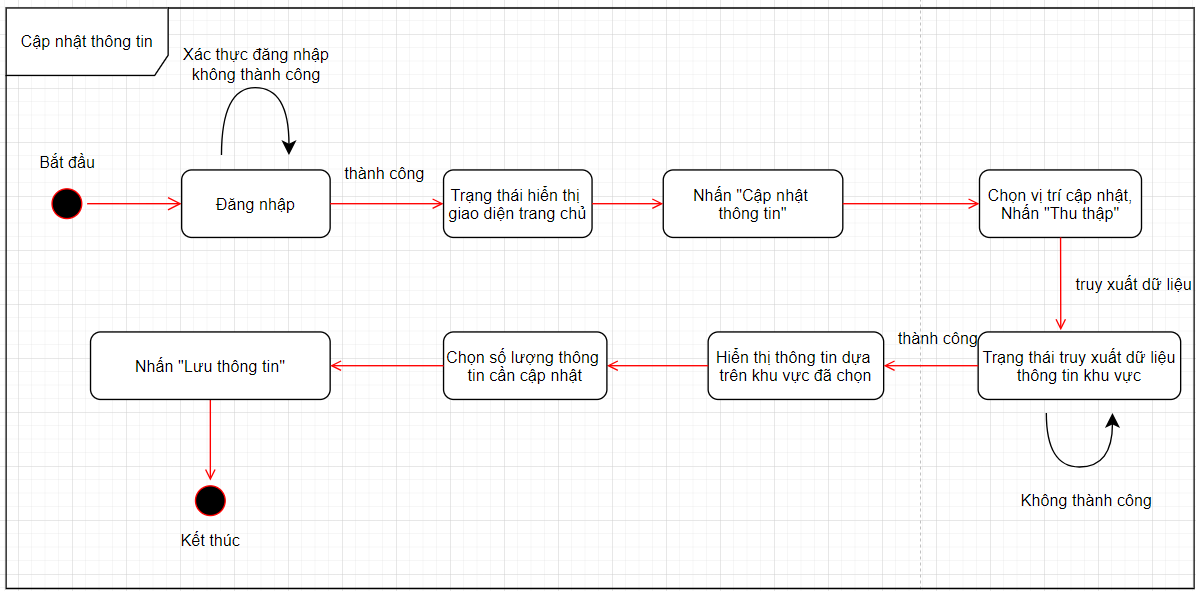 Cập nhật thông tin
Xác thực đăng nhập
không thành công
Bắt đầu
Đăng nhập
thành công
Trạng thái hiển thị
giao diện trang chủ
Nhấn "Cập nhật
thông tin"
Chọn vị trí cập nhật,
Nhấn "Thu thập"
truy xuất dữ liệu
Trạng thái truy xuất dữ liệu
thông tin khu vực
Không thành công
thành công
Hiển thị thông tin dựa
trên khu vực đã chọn
Chọn số lượng thông
tin cần cập nhật
Nhấn "Lưu thông tin"
Kết thúc